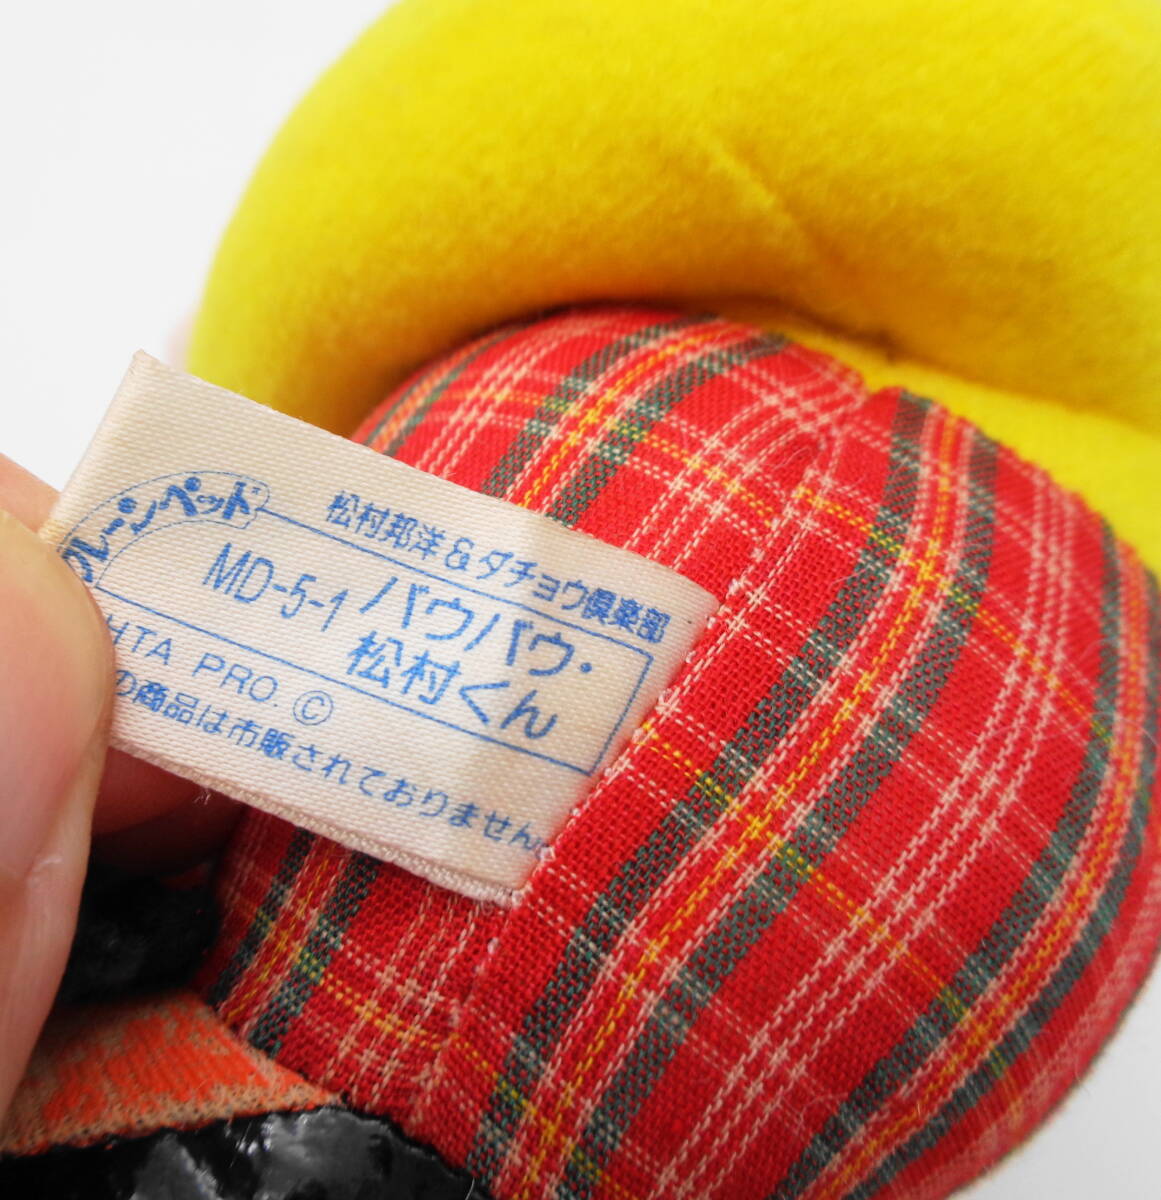 松村邦洋&ダチョウ倶楽部
クレーンペット
MD-5-1 バウバウ・
松村くん
HTA PRO. ©
の商品は市販されておりません。